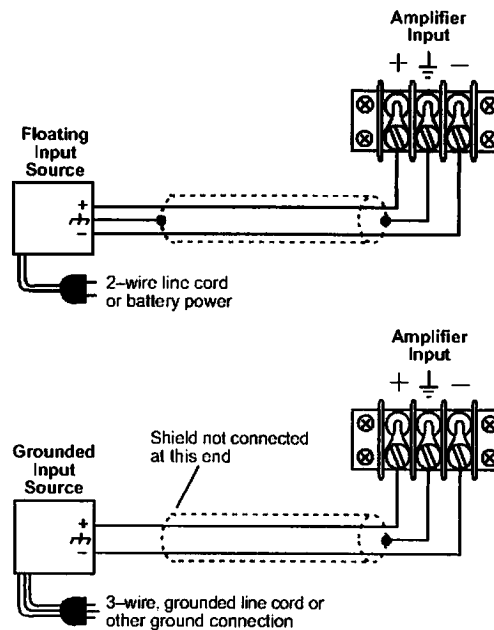 Amplifier
Input
+ −
Floating
Input
Source
+
−
2–wire line cord
or battery power
Amplifier
Input
+ −
Shield not connected
at this end
Grounded
Input
Source
+
−
3–wire, grounded line cord or
other ground connection